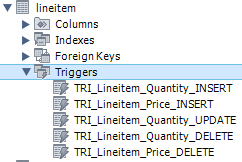 lineitem
Columns
Indexes
Foreign Keys
Triggers
TRI_Lineitem_Quantity_INSERT
TRI_Lineitem_Price_INSERT
TRI_Lineitem_Quantity_UPDATE
TRI_Lineitem_Quantity_DELETE
TRI_Lineitem_Price_DELETE